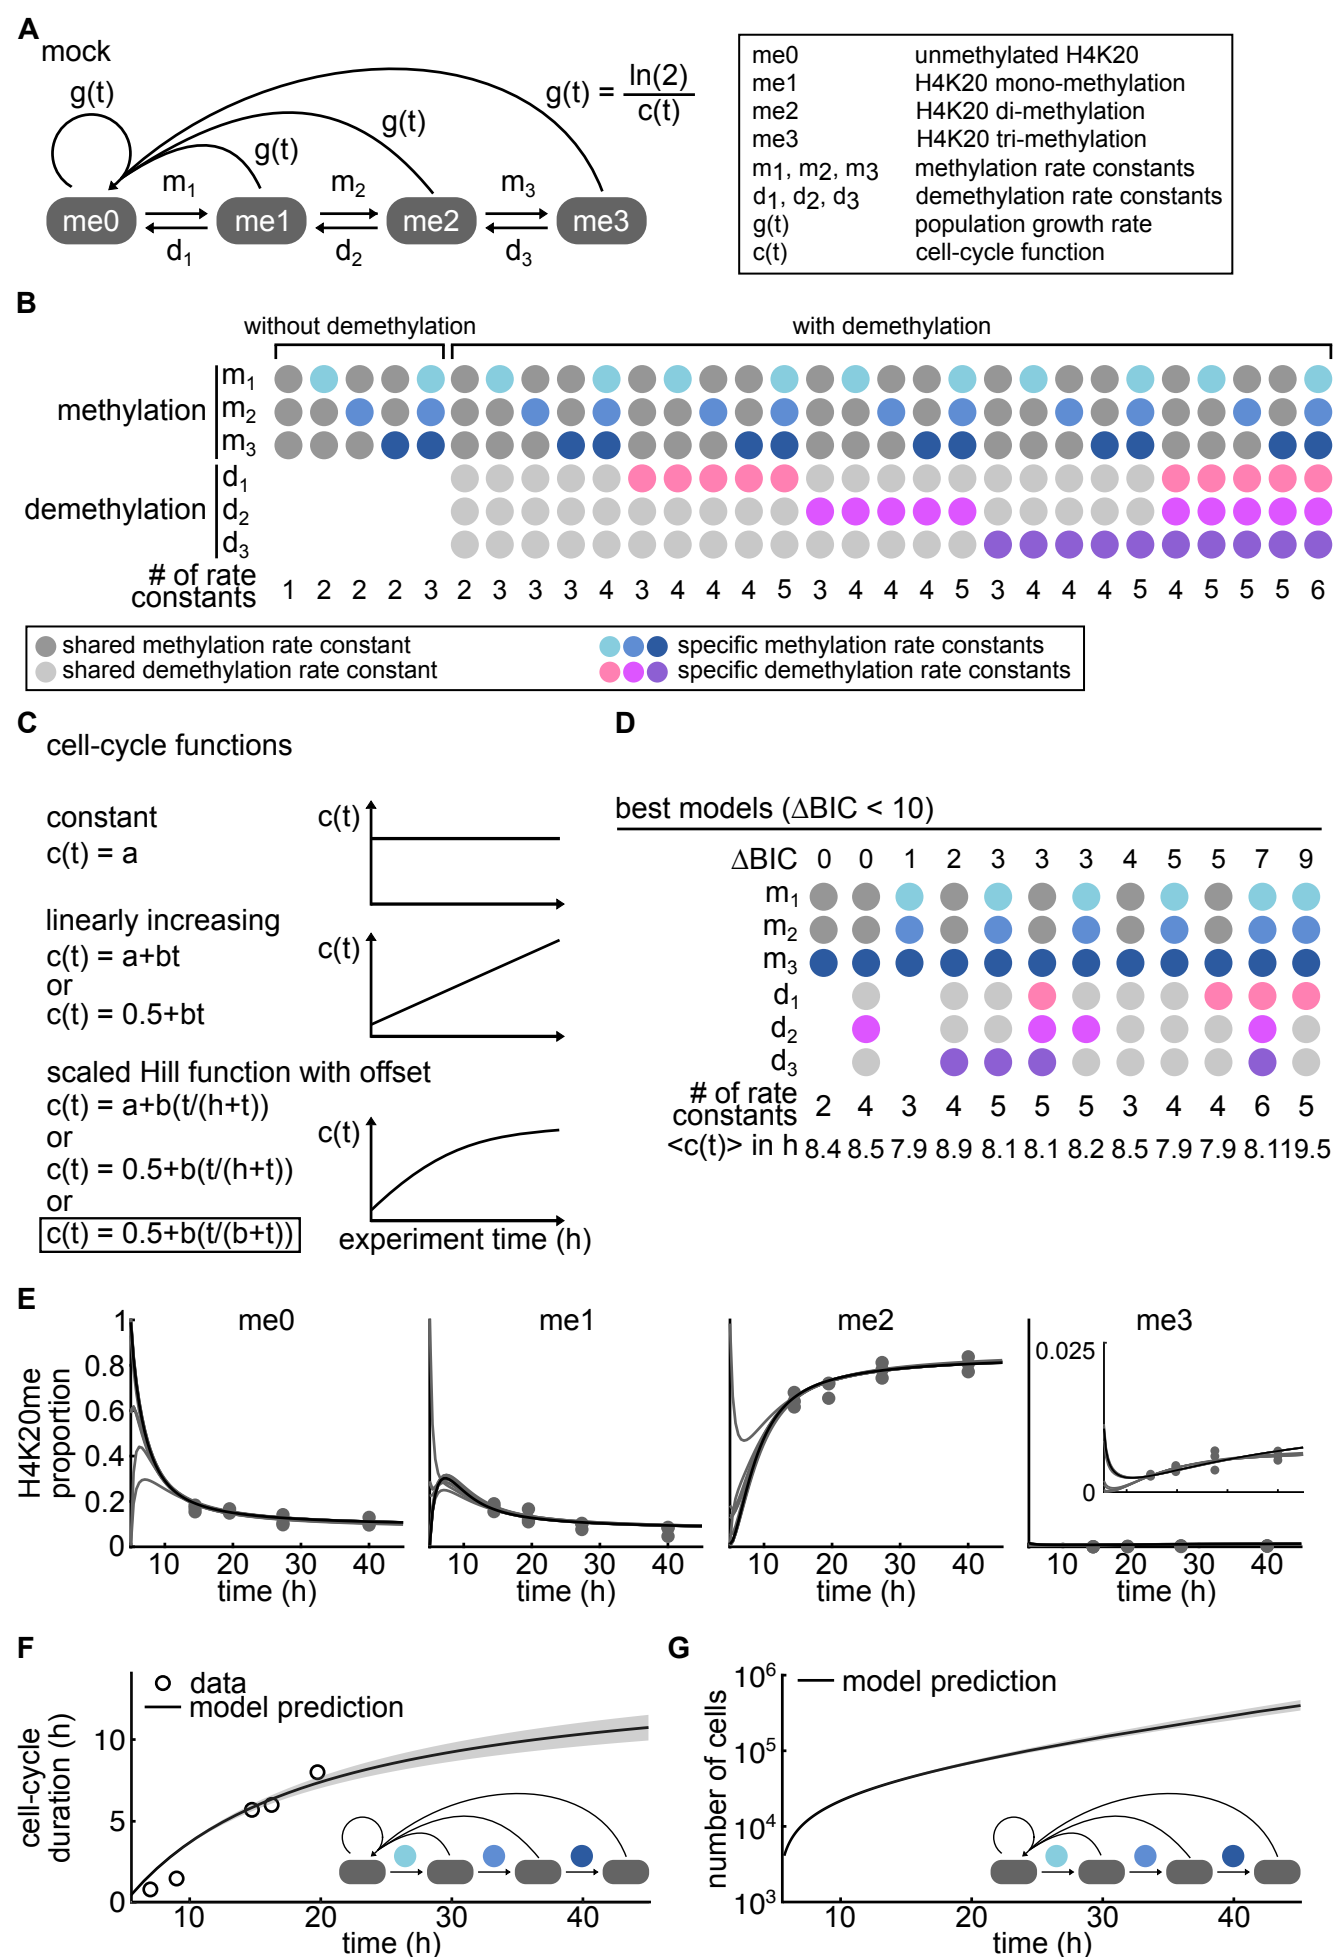 A
mock
g(t)
g(t)
g(t)
g(t) = ln(2)
c(t)
m1 m2 m3
me0 me1 me2 me3
d1 d2 d3
me0 unmethylated H4K20
me1 H4K20 mono-methylation
me2 H4K20 di-methylation
me3 H4K20 tri-methylation
m1, m2, m3 methylation rate constants
d1, d2, d3 demethylation rate constants
g(t) population growth rate
c(t) cell-cycle function
B
without demethylation with demethylation
methylation
m1
m2
m3
demethylation
d1
d2
d3
# of rate
constants 1 2 2 2 3 2 3 3 3 4 3 4 4 4 5 3 4 4 4 5 3 4 4 4 5 4 5 5 5 6
shared methylation rate constant specific methylation rate constants
shared demethylation rate constant specific demethylation rate constants
C
cell-cycle functions
constant
c(t) = a
c(t)
linearly increasing
c(t) = a+bt
or
c(t) = 0.5+bt
c(t)
scaled Hill function with offset
c(t) = a+b(t/(h+t))
or
c(t) = 0.5+b(t/(h+t))
or
c(t) = 0.5+b(t/(b+t))
c(t)
experiment time (h)
D
best models (ΔBIC < 10)
ΔBIC 0 0 1 2 3 3 3 4 5 5 7 9
m1
m2
m3
d1
d2
d3
# of rate
constants 2 4 3 4 5 5 5 3 4 4 6 5
<c(t)> in h 8.4 8.5 7.9 8.9 8.1 8.1 8.2 8.5 7.9 7.9 8.1 19.5
E
me0 me1 me2 me3
H4K20me
proportion
1
0.8
0.6
0.4
0.2
0
0.025
0
10 20 30 40 10 20 30 40 10 20 30 40 10 20 30 40
time (h) time (h) time (h) time (h)
F
data
model prediction
cell-cycle
duration (h)
10
5
0
10 20 30 40
time (h)
G
model prediction
number of cells
10^6
10^5
10^4
10^3
10 20 30 40
time (h)